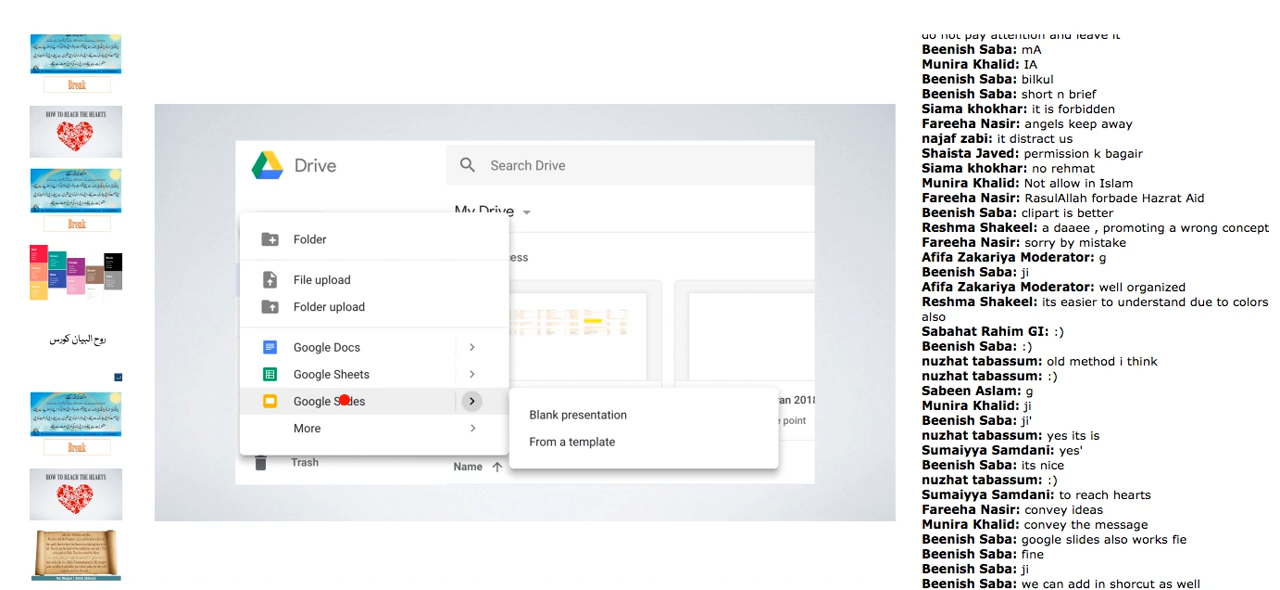 Break
HOW TO REACH THE HEARTS
Break
روح البیان کورس
Break
HOW TO REACH THE HEARTS
Drive
Search Drive
My Drive
ess
Folder
File upload
Folder upload
Google Docs
Google Sheets
Google Slides
More
Trash
Blank presentation
From a template
an 2018
e point
Name
do not pay attention and leave it
Beenish Saba: mA
Munira Khalid: IA
Beenish Saba: bilkul
Beenish Saba: short n brief
Siama khokhar: it is forbidden
Fareeha Nasir: angels keep away
najaf zabi: it distract us
Shaista Javed: permission k bagair
Siama khokhar: no rehmat
Munira Khalid: Not allow in Islam
Fareeha Nasir: RasulAllah forbade Hazrat Aid
Beenish Saba: clipart is better
Reshma Shakeel: a daaee , promoting a wrong concept
Fareeha Nasir: sorry by mistake
Afifa Zakariya Moderator: g
Beenish Saba: ji
Afifa Zakariya Moderator: well organized
Reshma Shakeel: its easier to understand due to colors
also
Sabahat Rahim GI: :)
Beenish Saba: :)
nuzhat tabassum: old method i think
nuzhat tabassum: :)
Sabeen Aslam: g
Munira Khalid: ji
Beenish Saba: ji'
nuzhat tabassum: yes its is
Sumaiyya Samdani: yes'
Beenish Saba: its nice
nuzhat tabassum: :)
Sumaiyya Samdani: to reach hearts
Fareeha Nasir: convey ideas
Munira Khalid: convey the message
Beenish Saba: google slides also works fie
Beenish Saba: fine
Beenish Saba: ji
Beenish Saba: we can add in shorcut as well